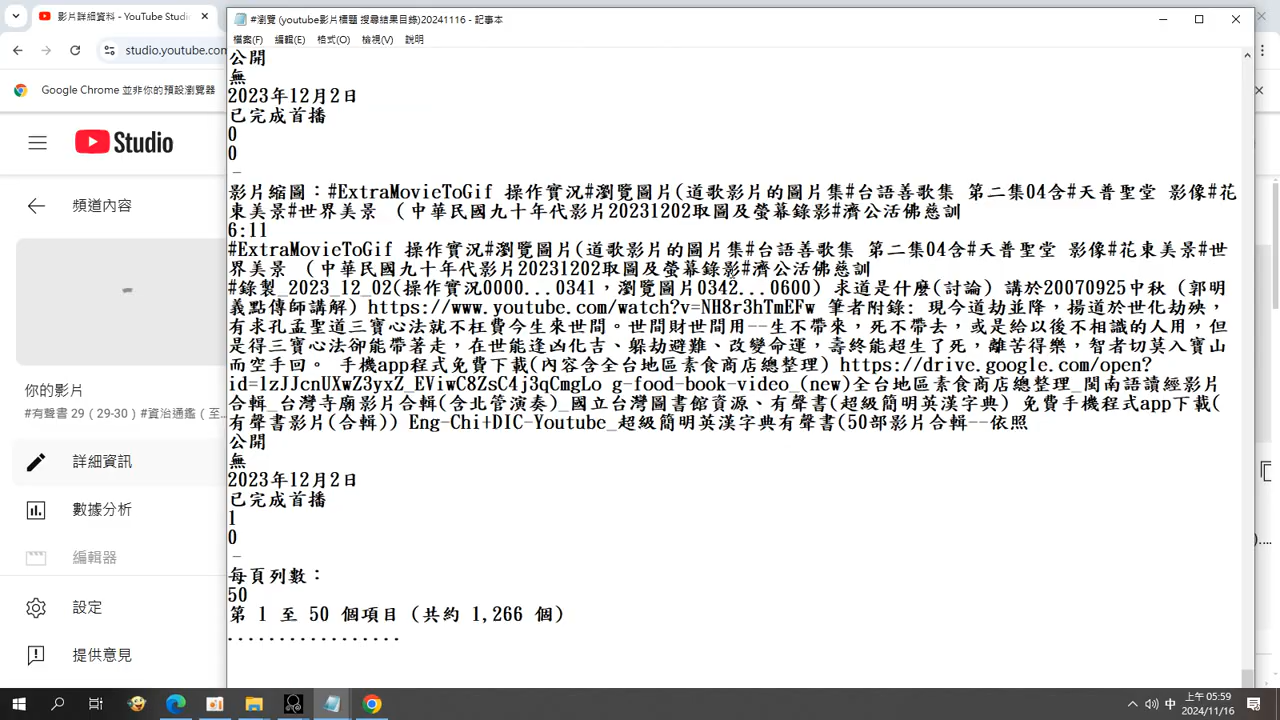 影片詳細資料 - YouTube Studi
studio.youtube.com
Google Chrome 並非你的預設瀏覽器
Studio
頻道內容
你的影片
#有聲書 29（29-30）#資治通鑑（至...
詳細資訊
數據分析
編輯器
設定
提供意見
#瀏覽 (youtube影片標題 搜尋結果目錄)20241116 - 記事本
檔案(F) 編輯(E) 格式(O) 檢視(V) 說明
公開
無
2023年12月2日
已完成首播
0
0
–
影片縮圖：#ExtraMovieToGif 操作實況#瀏覽圖片(道歌影片的圖片集#台語善歌集 第二集04含#天普聖堂 影像#花
東美景#世界美景 （中華民國九十年代影片20231202取圖及螢幕錄影#濟公活佛慈訓
6:11
#ExtraMovieToGif 操作實況#瀏覽圖片(道歌影片的圖片集#台語善歌集 第二集04含#天普聖堂 影像#花東美景#世
界美景 （中華民國九十年代影片20231202取圖及螢幕錄影#濟公活佛慈訓
#錄製_2023_12_02(操作實況0000...0341，瀏覽圖片0342...0600) 求道是什麼(討論) 講於20070925中秋 (郭明
義點傳師講解) https://www.youtube.com/watch?v=NH8r3hTmEFw 筆者附錄: 現今道劫並降，揚道於世化劫殃，
有求孔孟聖道三寶心法就不枉費今生來世間。世間財世間用--生不帶來，死不帶去，或是給以後不相識的人用，但
是得三寶心法卻能帶著走，在世能逢凶化吉、躲劫避難、改變命運，壽終能超生了死，離苦得樂，智者切莫入寶山
而空手回。 手機app程式免費下載(內容含全台地區素食商店總整理) https://drive.google.com/open?
id=1zJJcnUXwZ3yxZ_EViwC8ZsC4j3qCmgLo g-food-book-video_(new)全台地區素食商店總整理_閩南語讀經影片
合輯_台灣寺廟影片合輯(含北管演奏)_國立台灣圖書館資源、有聲書(超級簡明英漢字典) 免費手機程式app下載(
有聲書影片(合輯)) Eng-Chi+DIC-Youtube_超級簡明英漢字典有聲書(50部影片合輯--依照
公開
無
2023年12月2日
已完成首播
1
0
–
每頁列數：
50
第 1 至 50 個項目 (共約 1,266 個)
.................
)....
中
上午 05:59
2024/11/16